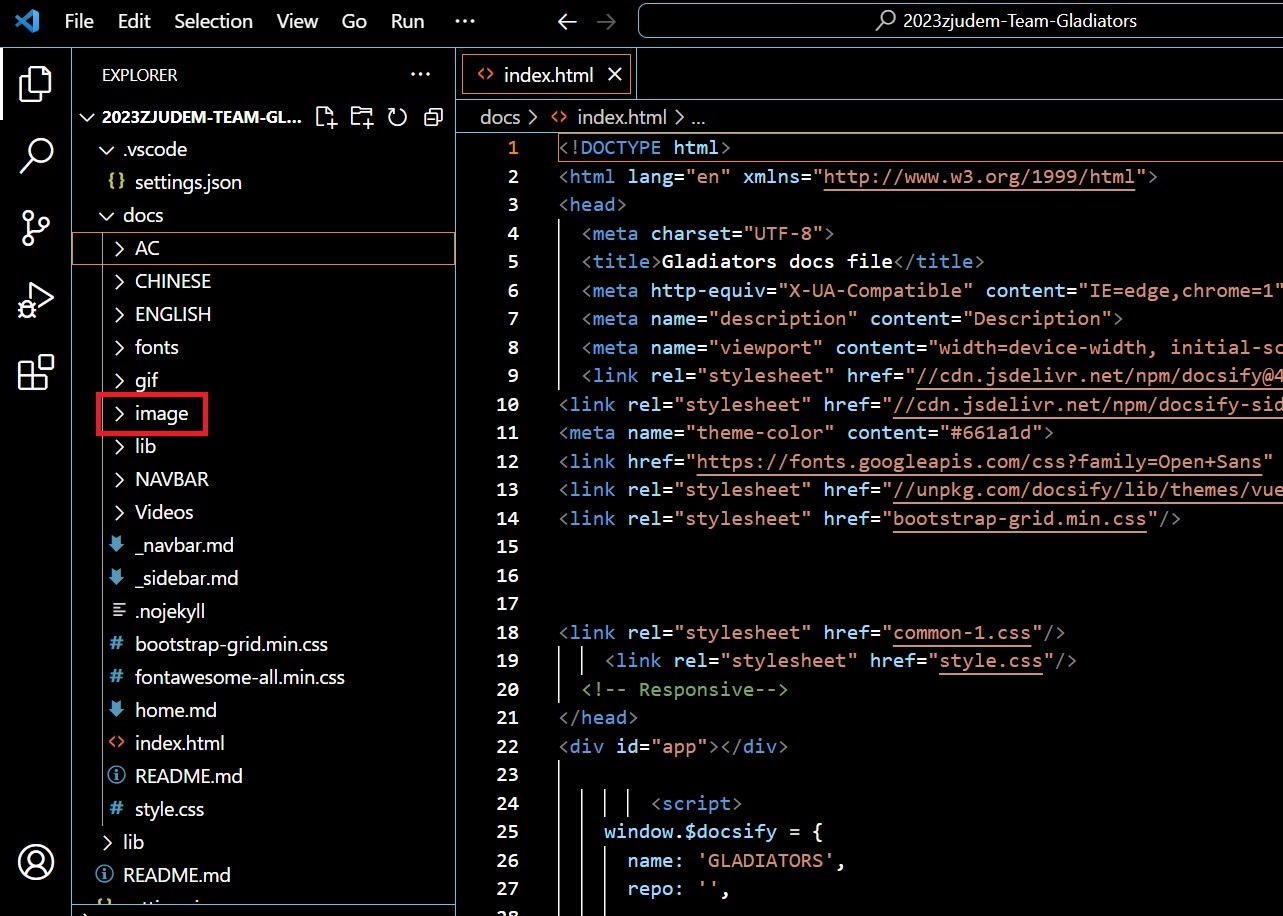 File Edit Selection View Go Run ···
2023zjudem-Team-Gladiators
EXPLORER ···
2023ZJUDEM-TEAM-GL...
.vscode
{} settings.json
docs
AC
CHINESE
ENGLISH
fonts
gif
image
lib
NAVBAR
Videos
_navbar.md
_sidebar.md
.nojekyll
# bootstrap-grid.min.css
# fontawesome-all.min.css
home.md
<> index.html
README.md
# style.css
lib
README.md
<> index.html ×
docs > <> index.html > ...
1 <!DOCTYPE html>
2 <html lang="en" xmlns="http://www.w3.org/1999/html">
3 <head>
4 <meta charset="UTF-8">
5 <title>Gladiators docs file</title>
6 <meta http-equiv="X-UA-Compatible" content="IE=edge,chrome=1"
7 <meta name="description" content="Description">
8 <meta name="viewport" content="width=device-width, initial-sc
9 <link rel="stylesheet" href="//cdn.jsdelivr.net/npm/docsify@4
10 <link rel="stylesheet" href="//cdn.jsdelivr.net/npm/docsify-sid
11 <meta name="theme-color" content="#661a1d">
12 <link href="https://fonts.googleapis.com/css?family=Open+Sans"
13 <link rel="stylesheet" href="//unpkg.com/docsify/lib/themes/vue
14 <link rel="stylesheet" href="bootstrap-grid.min.css"/>
15
16
17
18 <link rel="stylesheet" href="common-1.css"/>
19 <link rel="stylesheet" href="style.css"/>
20 <!-- Responsive-->
21 </head>
22 <div id="app"></div>
23
24 <script>
25 window.$docsify = {
26 name: 'GLADIATORS',
27 repo: '',